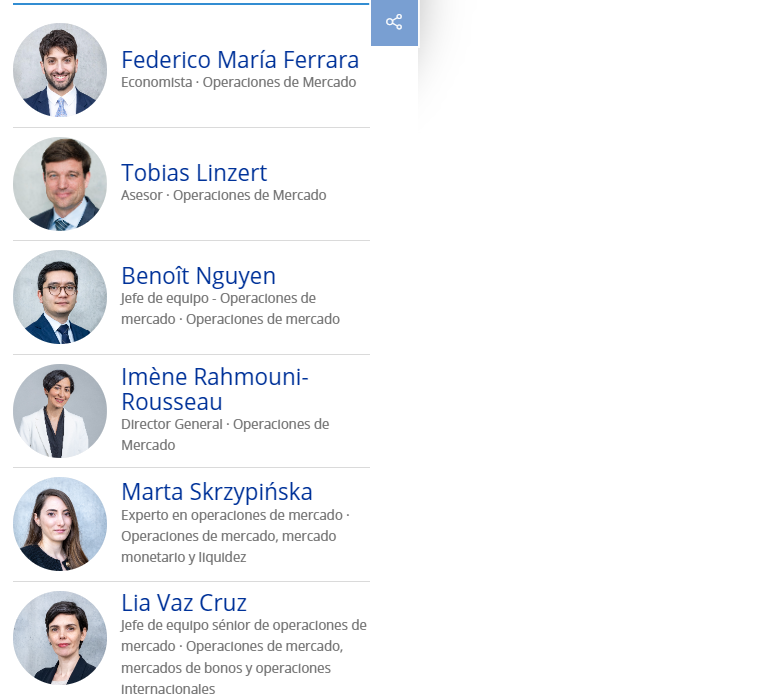 Federico María Ferrara
Economista · Operaciones de Mercado
Tobias Linzert
Asesor · Operaciones de Mercado
Benoît Nguyen
Jefe de equipo - Operaciones de
mercado · Operaciones de mercado
Imène Rahmouni-
Rousseau
Director General · Operaciones de
Mercado
Marta Skrzypińska
Experto en operaciones de mercado ·
Operaciones de mercado, mercado
monetario y liquidez
Lia Vaz Cruz
Jefe de equipo sénior de operaciones de
mercado · Operaciones de mercado,
mercados de bonos y operaciones
internacionales